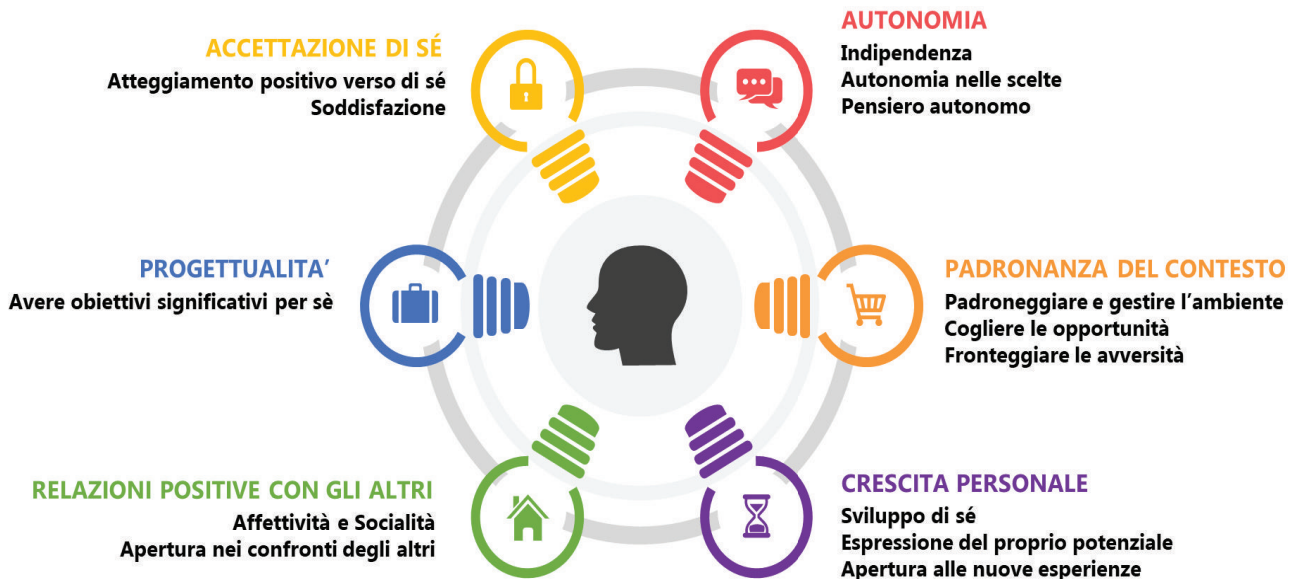 ACCETTAZIONE DI SÉ
Atteggiamento positivo verso di sé
Soddisfazione
AUTONOMIA
Indipendenza
Autonomia nelle scelte
Pensiero autonomo
PROGETTUALITA’
Avere obiettivi significativi per sè
PADRONANZA DEL CONTESTO
Padroneggiare e gestire l’ambiente
Cogliere le opportunità
Fronteggiare le avversità
RELAZIONI POSITIVE CON GLI ALTRI
Affettività e Socialità
Apertura nei confronti degli altri
CRESCITA PERSONALE
Sviluppo di sé
Espressione del proprio potenziale
Apertura alle nuove esperienze